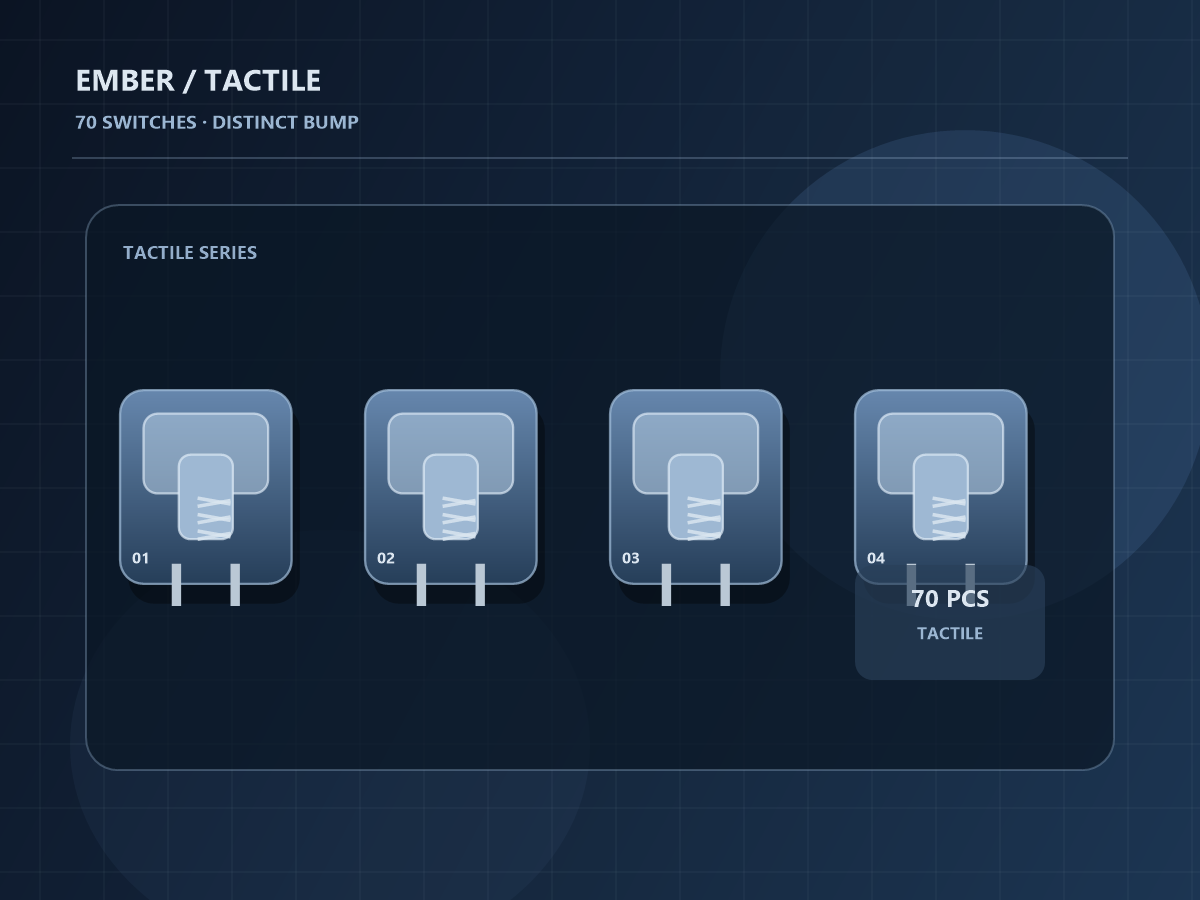 EMBER / TACTILE
70 SWITCHES · DISTINCT BUMP
TACTILE SERIES
01
02
03
04
70 PCS
TACTILE